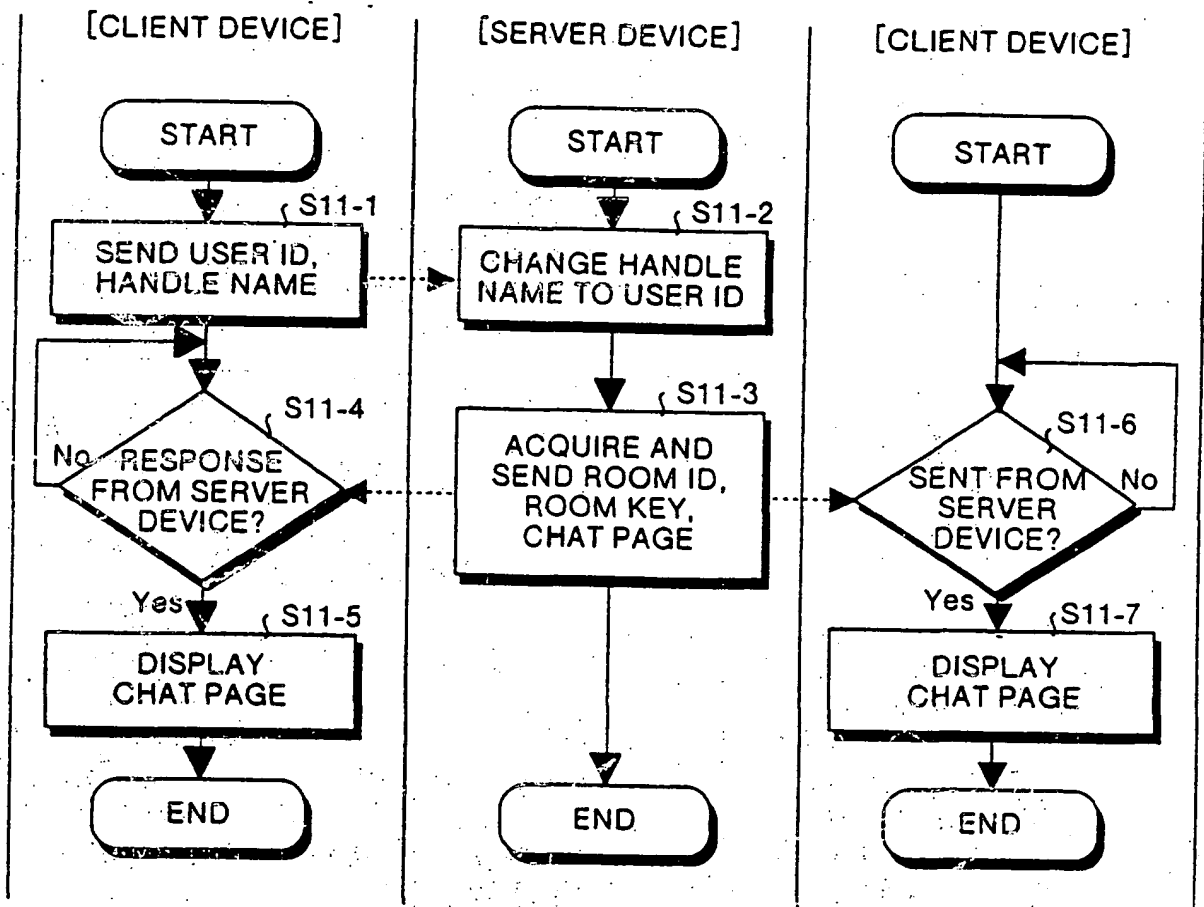 [CLIENT DEVICE]
START
S11-1
SEND USER ID,
HANDLE NAME
S11-4
No
RESPONSE
FROM SERVER
DEVICE?
Yes
S11-5
DISPLAY
CHAT PAGE
END
[SERVER DEVICE]
START
S11-2
CHANGE HANDLE
NAME TO USER ID
S11-3
ACQUIRE AND
SEND ROOM ID,
ROOM KEY,
CHAT PAGE
END
[CLIENT DEVICE]
START
S11-6
SENT FROM
SERVER
DEVICE?
No
Yes
S11-7
DISPLAY
CHAT PAGE
END